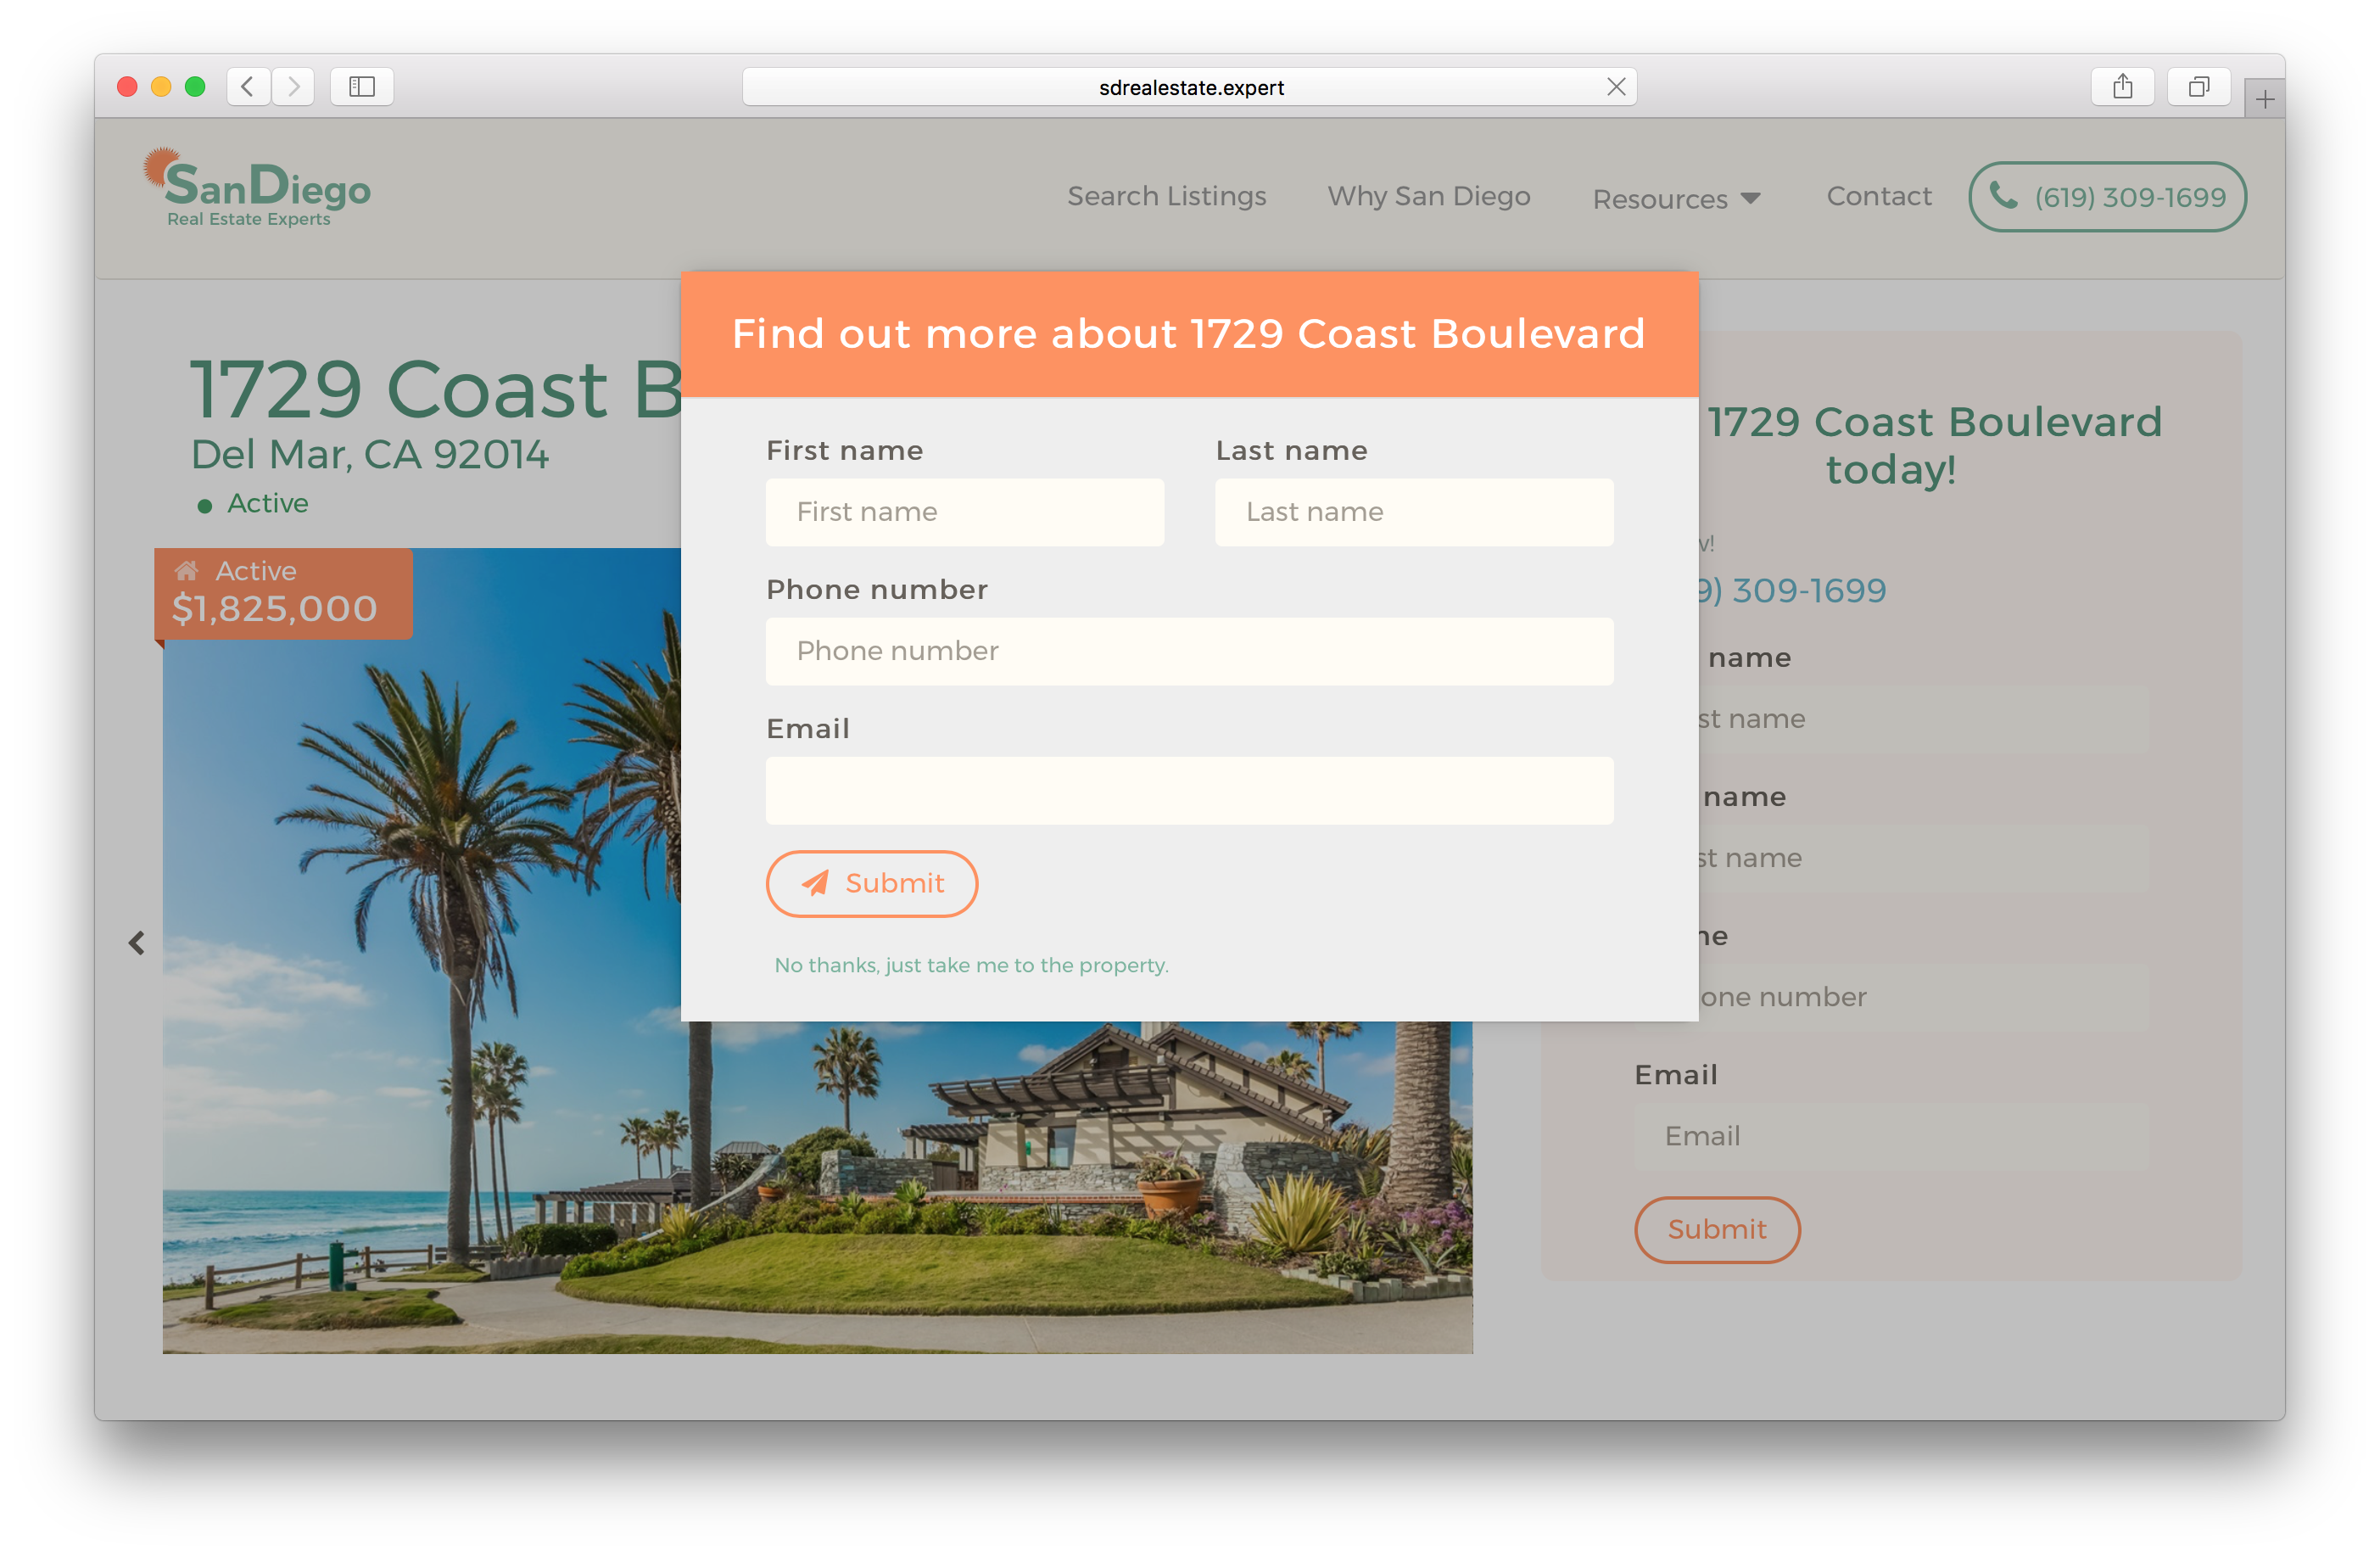 sdrealestate.expert
SanDiego
Real Estate Experts
Search Listings
Why San Diego
Resources
Contact
(619) 309-1699
1729 Coast B
Del Mar, CA 92014
Active
Active
$1,825,000
Find out more about 1729 Coast Boulevard
First name
Last name
First name
Last name
Phone number
Phone number
Email
Submit
No thanks, just take me to the property.
1729 Coast Boulevard
today!
9) 309-1699
name
st name
name
st name
ne
one number
Email
Email
Submit